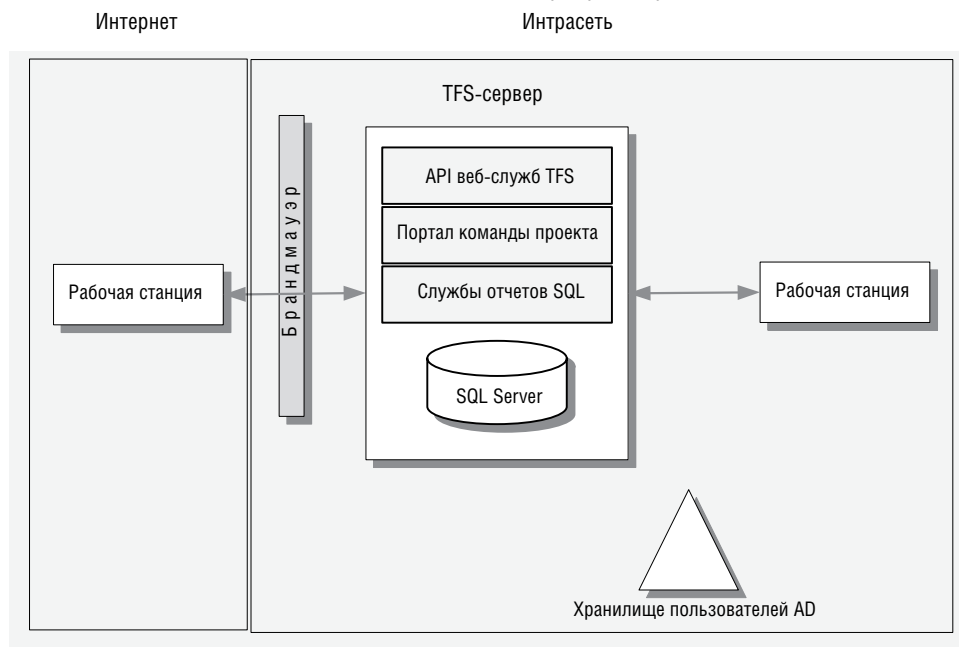 Интернет
Интрасеть
TFS-сервер
API веб-служб TFS
Портал команды проекта
Службы отчетов SQL
SQL Server
Брандмауэр
Рабочая станция
Рабочая станция
Хранилище пользователей AD